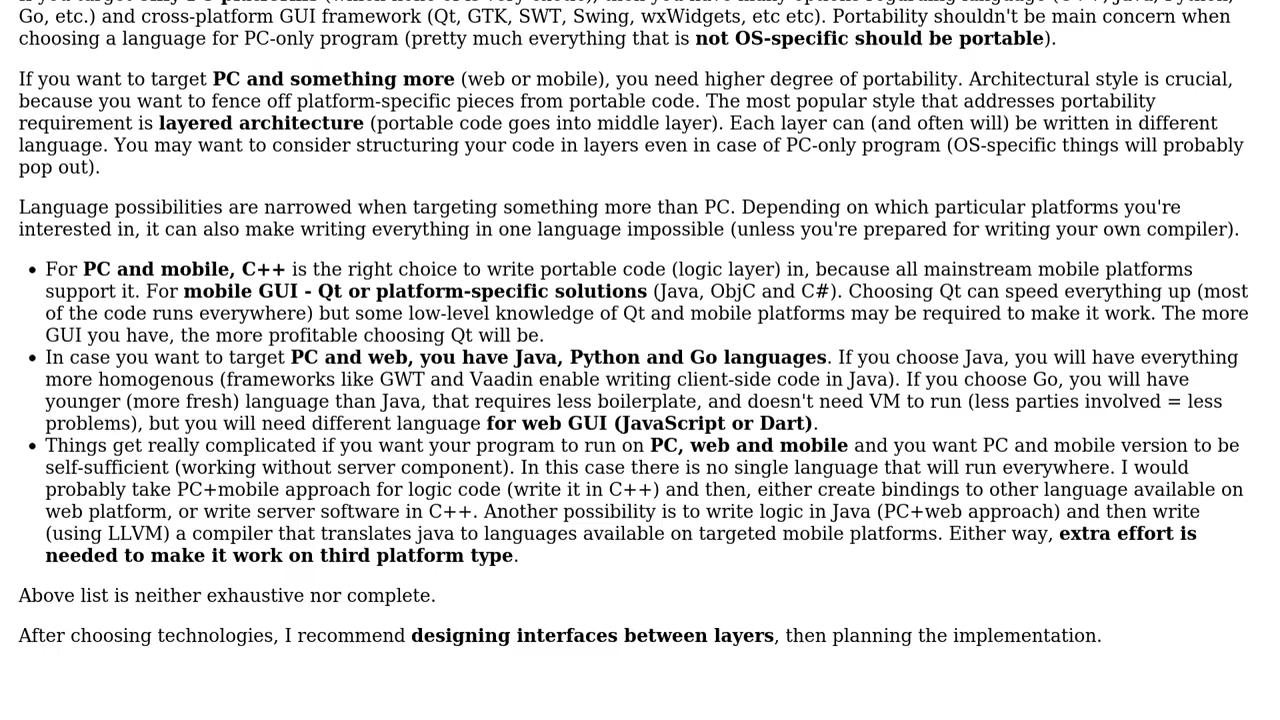 Go, etc.) and cross-platform GUI framework (Qt, GTK, SWT, Swing, wxWidgets, etc etc). Portability shouldn't be main concern when
choosing a language for PC-only program (pretty much everything that is not OS-specific should be portable).
If you want to target PC and something more (web or mobile), you need higher degree of portability. Architectural style is crucial,
because you want to fence off platform-specific pieces from portable code. The most popular style that addresses portability
requirement is layered architecture (portable code goes into middle layer). Each layer can (and often will) be written in different
language. You may want to consider structuring your code in layers even in case of PC-only program (OS-specific things will probably
pop out).
Language possibilities are narrowed when targeting something more than PC. Depending on which particular platforms you're
interested in, it can also make writing everything in one language impossible (unless you're prepared for writing your own compiler).
• For PC and mobile, C++ is the right choice to write portable code (logic layer) in, because all mainstream mobile platforms
support it. For mobile GUI - Qt or platform-specific solutions (Java, ObjC and C#). Choosing Qt can speed everything up (most
of the code runs everywhere) but some low-level knowledge of Qt and mobile platforms may be required to make it work. The more
GUI you have, the more profitable choosing Qt will be.
• In case you want to target PC and web, you have Java, Python and Go languages. If you choose Java, you will have everything
more homogenous (frameworks like GWT and Vaadin enable writing client-side code in Java). If you choose Go, you will have
younger (more fresh) language than Java, that requires less boilerplate, and doesn't need VM to run (less parties involved = less
problems), but you will need different language for web GUI (JavaScript or Dart).
• Things get really complicated if you want your program to run on PC, web and mobile and you want PC and mobile version to be
self-sufficient (working without server component). In this case there is no single language that will run everywhere. I would
probably take PC+mobile approach for logic code (write it in C++) and then, either create bindings to other language available on
web platform, or write server software in C++. Another possibility is to write logic in Java (PC+web approach) and then write
(using LLVM) a compiler that translates java to languages available on targeted mobile platforms. Either way, extra effort is
needed to make it work on third platform type.
Above list is neither exhaustive nor complete.
After choosing technologies, I recommend designing interfaces between layers, then planning the implementation.